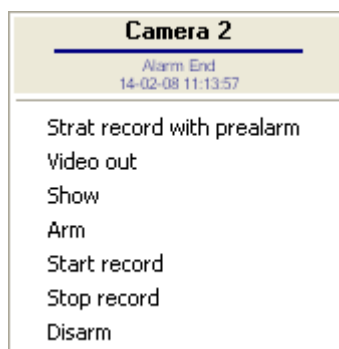 Camera 2
Alarm End
14-02-08 11:13:57
Strat record with prealarm
Video out
Show
Arm
Start record
Stop record
Disarm